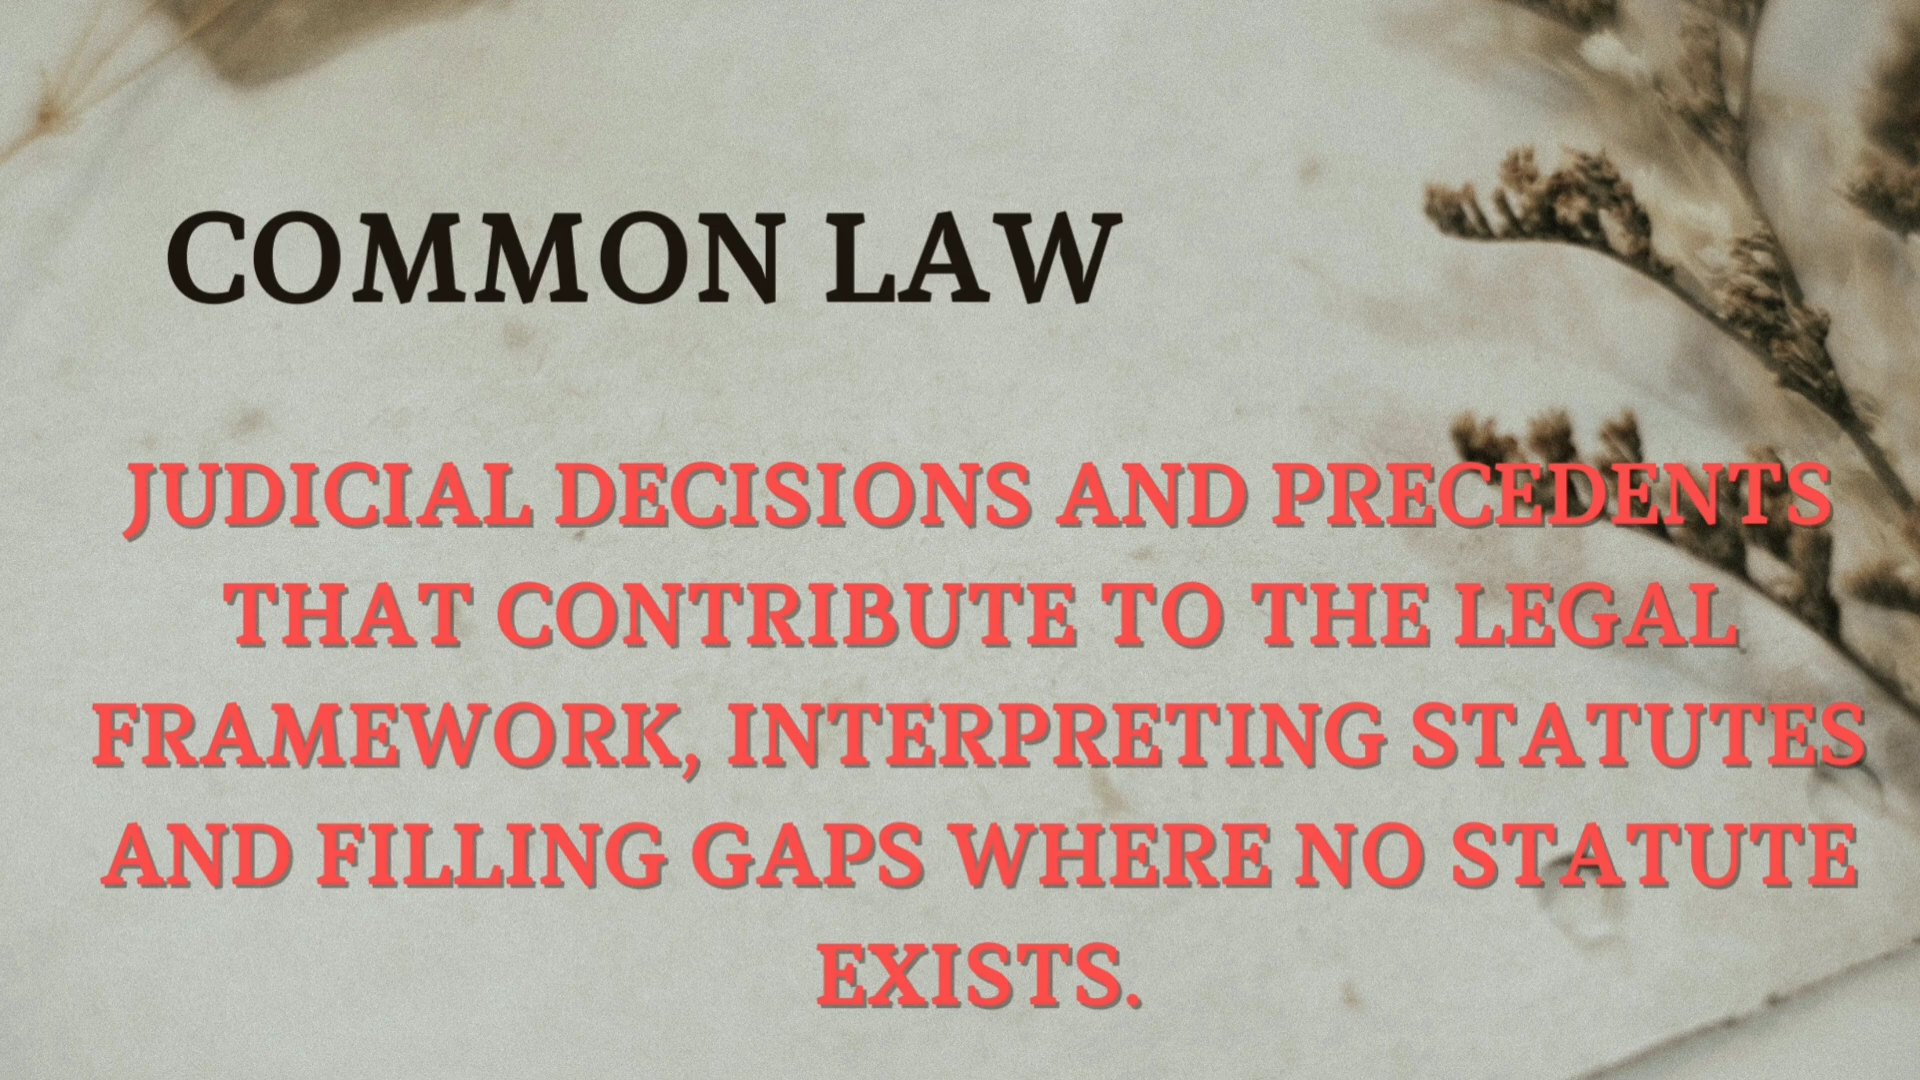 COMMON LAW
JUDICIAL DECISIONS AND PRECEDENTS
THAT CONTRIBUTE TO THE LEGAL
FRAMEWORK, INTERPRETING STATUTES
AND FILLING GAPS WHERE NO STATUTE
EXISTS.